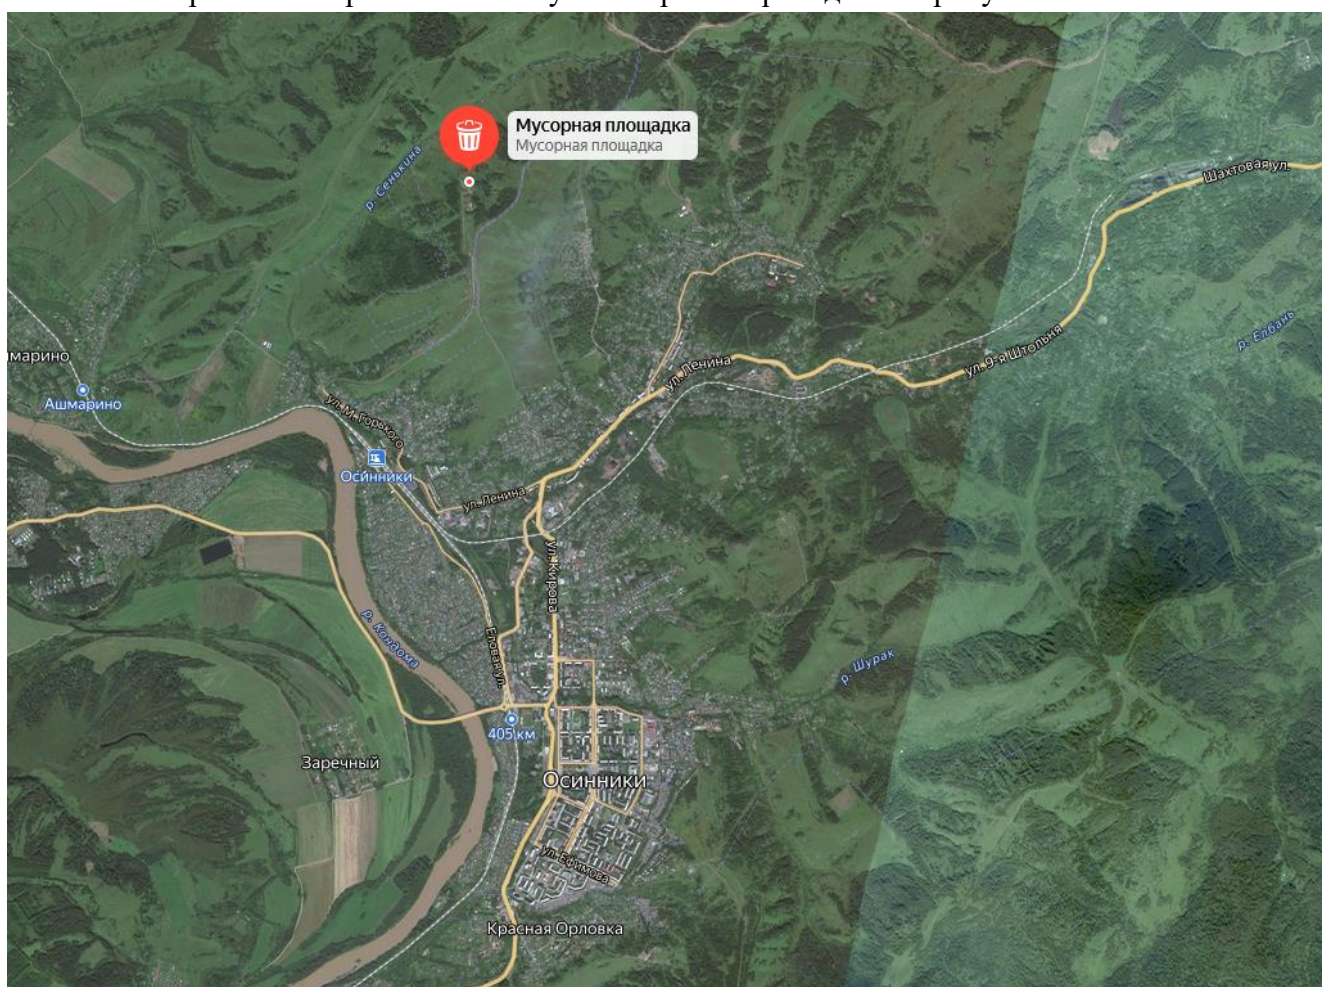 Мусорная площадка
Мусорная площадка
р. Сенькина
Шахтовая ул.
р. Елбань
ул. 9-я Штольня
ул. Ленина
марино
Ашмарино
ул. М. Горького
Осинники
ул. Ленина
ул. Кирова
р. кондома
Еловая ул.
р. Шурак
405 км
Заречный
Осинники
ул. Ефимова
Красная Орловка